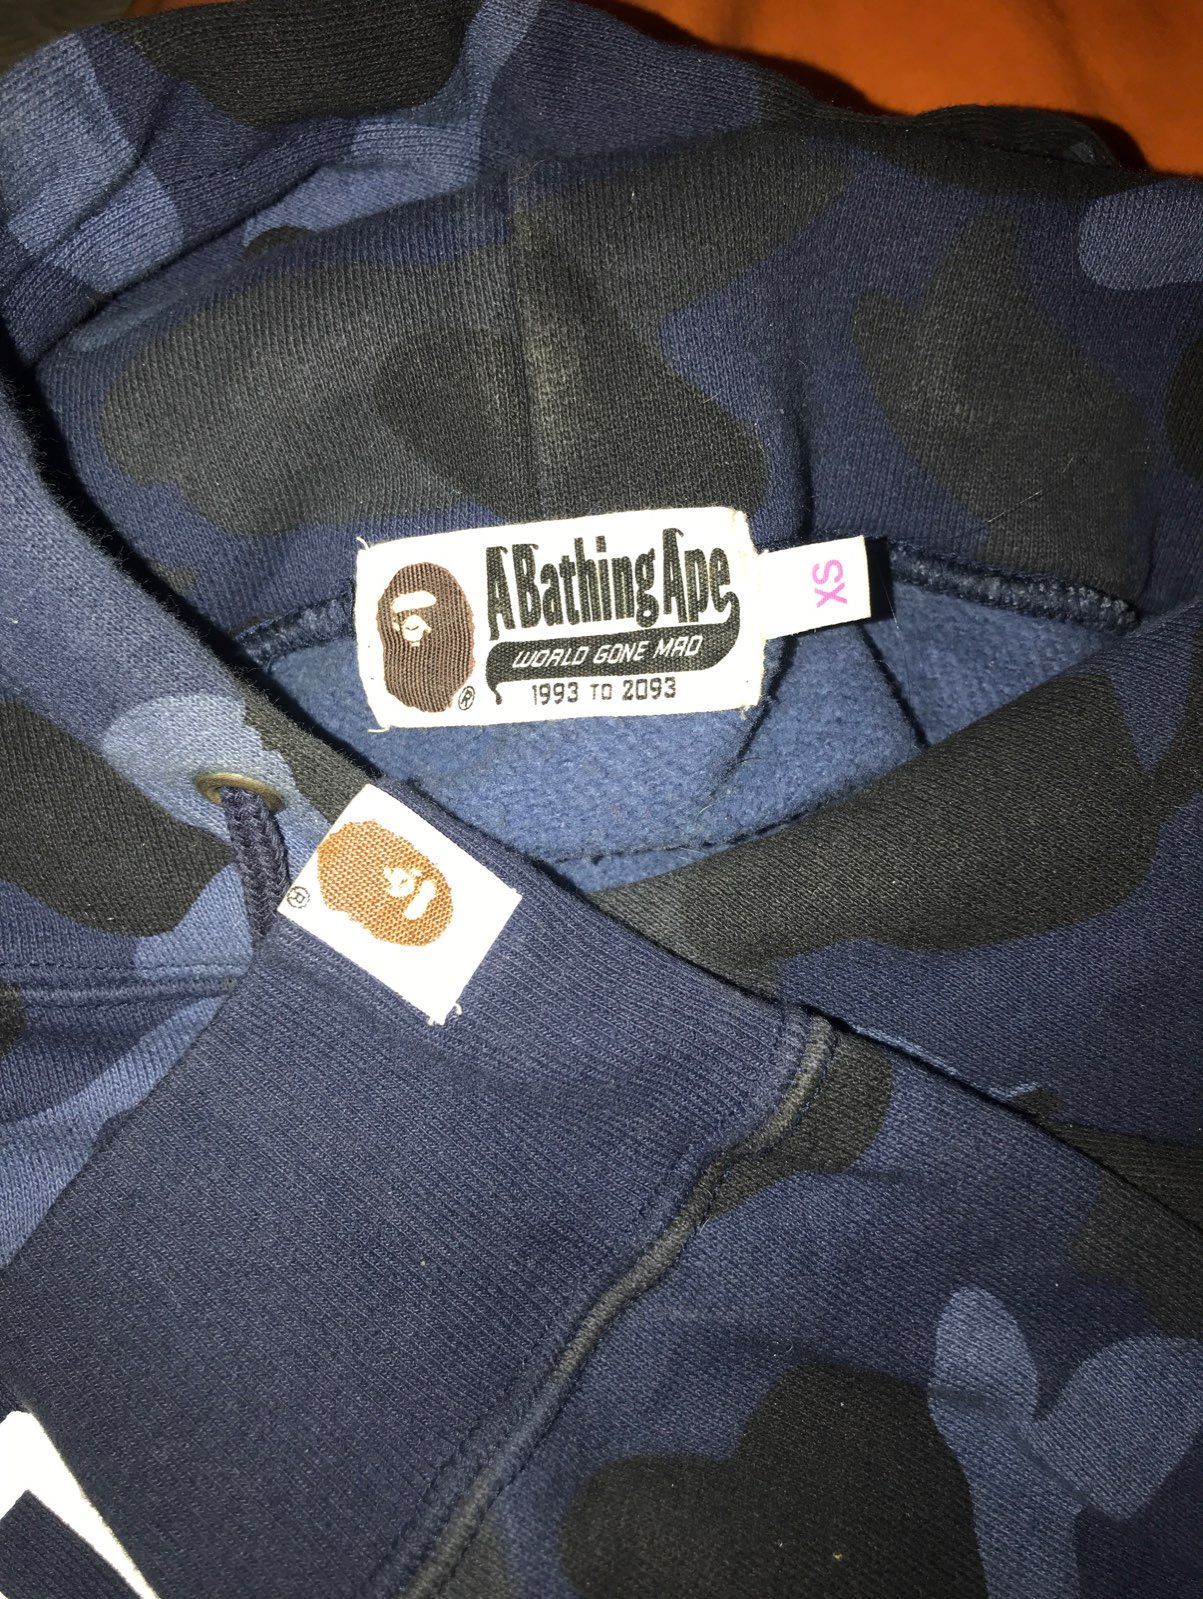 A Bathing Ape
WORLD GONE MAD
1993 TO 2093
®
XS
®